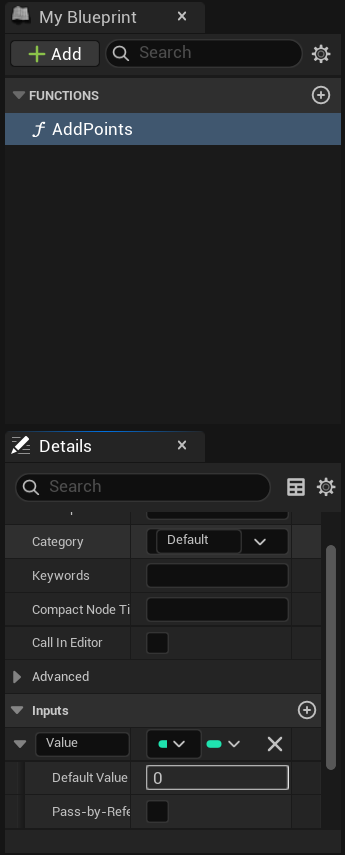 My Blueprint
Add
Search
FUNCTIONS
f AddPoints
Details
Search
Category
Default
Keywords
Compact Node Ti
Call In Editor
Advanced
Inputs
Value
Default Value
0
Pass-by-Refe